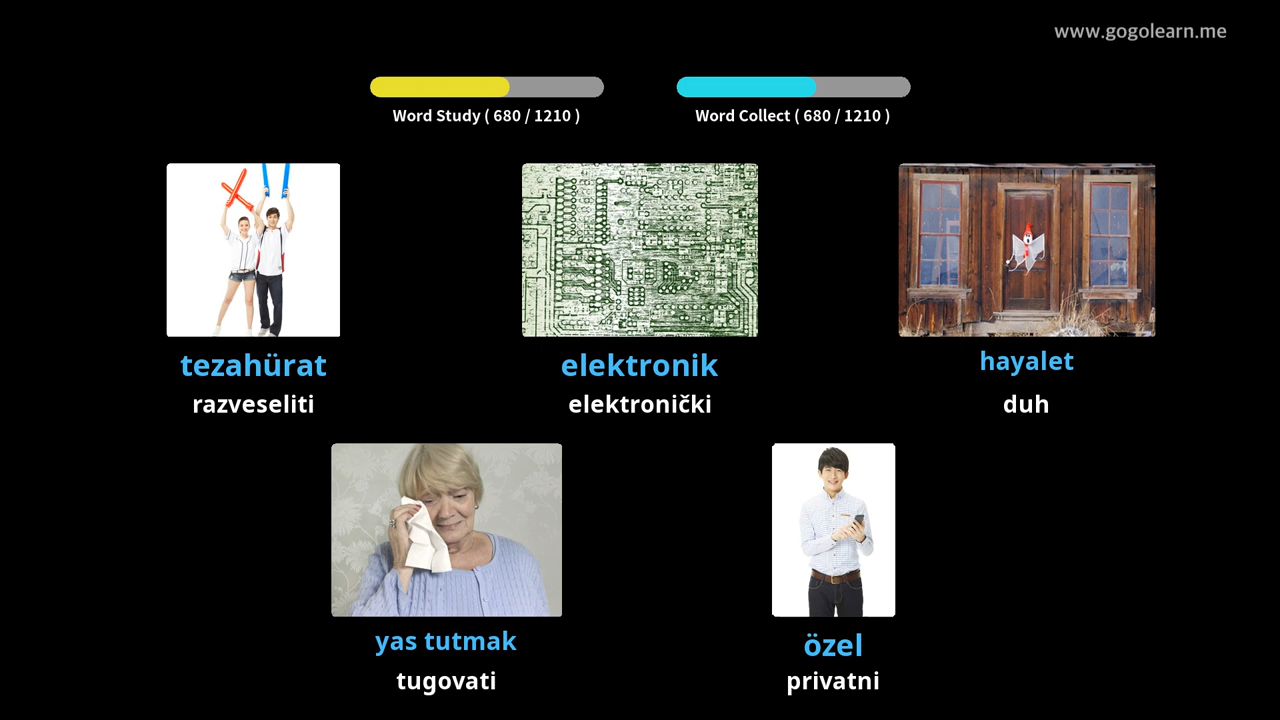 www.gogolearn.me
Word Study ( 680 / 1210 )
Word Collect ( 680 / 1210 )
tezahürat
razveseliti
elektronik
elektronički
hayalet
duh
yas tutmak
tugovati
özel
privatni